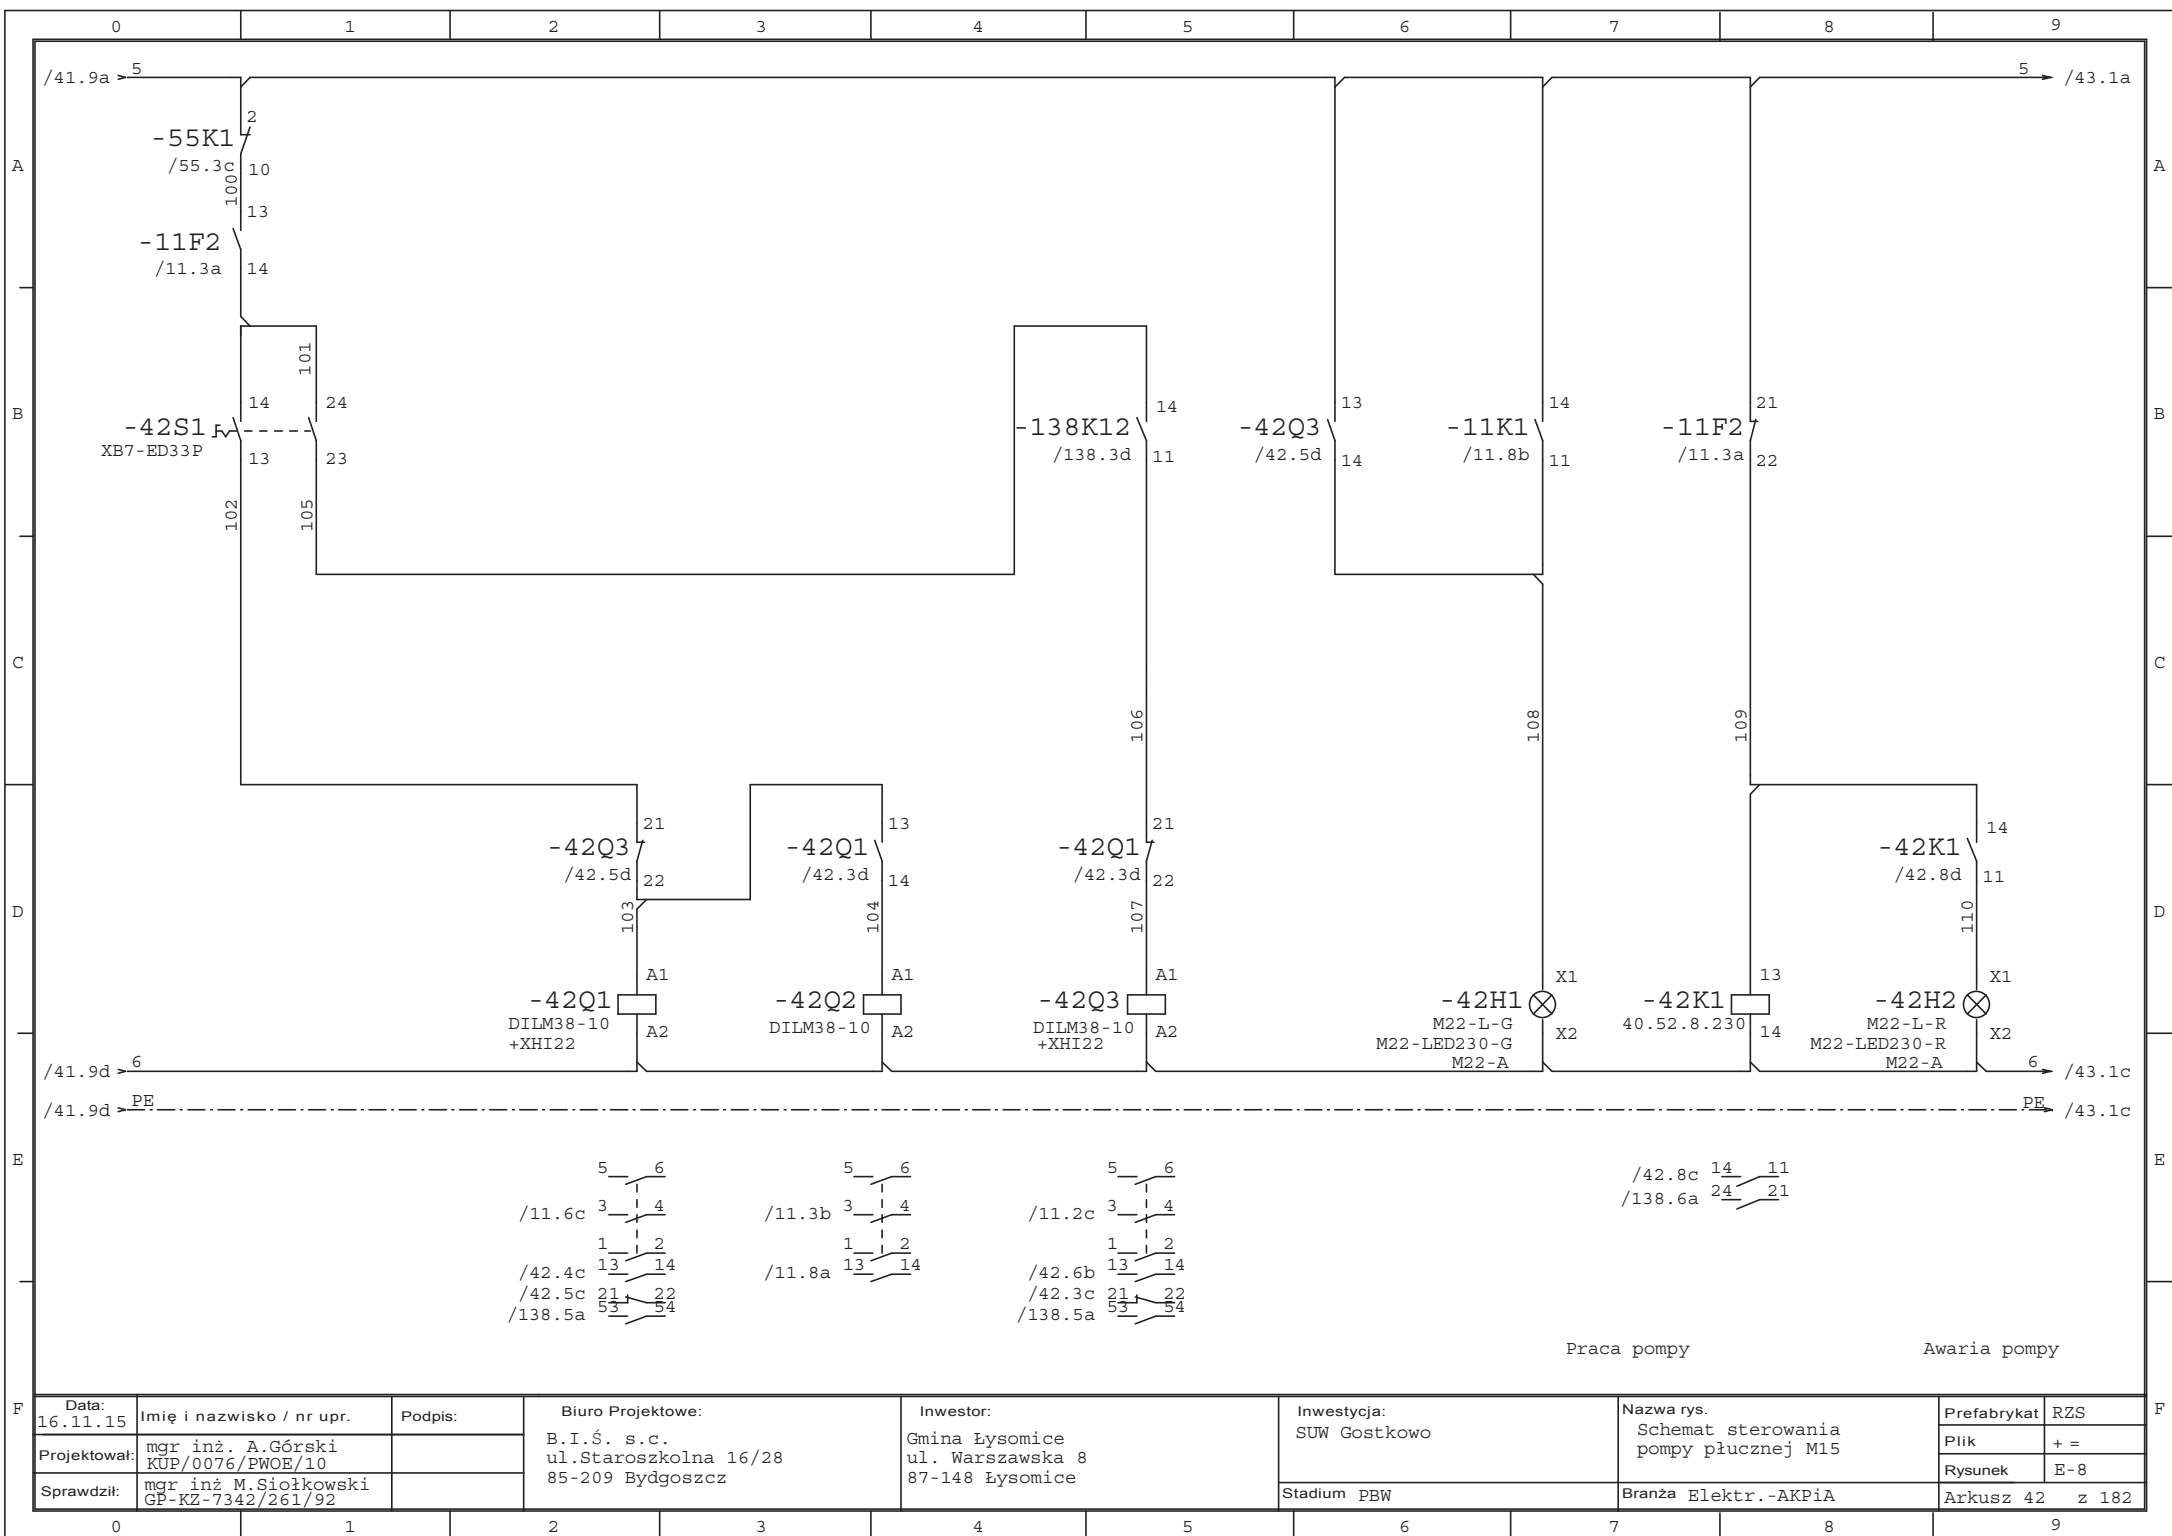 0 1 2 3 4 5 6 7 8 9
/41.9a 5 5 /43.1a
2
-55K1
/55.3c 10
100
13
-11F2
/11.3a 14
A A
101
14 24 14 13 14 21
-42S1 -138K12 -42Q3 -11K1 -11F2
XB7-ED33P 13 23 /138.3d 11 /42.5d 14 /11.8b 11 /11.3a 22
B B
102 105
C C
106 108 109
21 13 21 14
-42Q3 -42Q1 -42Q1 -42K1
/42.5d 22 /42.3d 14 /42.3d 22 /42.8d 11
103 104 107 110
D D
A1 A1 A1 X1 13 X1
-42Q1 -42Q2 -42Q3 -42H1 -42K1 -42H2
DILM38-10 A2 DILM38-10 A2 DILM38-10 A2 M22-L-G X2 40.52.8.230 14 M22-L-R X2
+XHI22 +XHI22 M22-LED230-G M22-LED230-R
M22-A M22-A
/41.9d 6 6 /43.1c
/41.9d PE PE /43.1c
E E
5 6 5 6 5 6 /42.8c 14 11
/138.6a 24 21
/11.6c 3 4 /11.3b 3 4 /11.2c 3 4
1 2 1 2 1 2
/42.4c 13 14 /11.8a 13 14 /42.6b 13 14
/42.5c 21 22 /42.3c 21 22
/138.5a 53 54 /138.5a 53 54
Praca pompy Awaria pompy
F F
Data: 16.11.15 Imię i nazwisko / nr upr. Podpis:
Projektował: mgr inż. A.Górski
KUP/0076/PWOE/10
Sprawdził: mgr inż M.Siołkowski
GP-KZ-7342/261/92
Biuro Projektowe:
B.I.Ś. s.c.
ul.Staroszkolna 16/28
85-209 Bydgoszcz
Inwestor:
Gmina Łysomice
ul. Warszawska 8
87-148 Łysomice
Inwestycja:
SUW Gostkowo
Stadium PBW
Nazwa rys.
Schemat sterowania
pompy płucznej M15
Branża Elektr.-AKPiA
Prefabrykat RZS
Plik + =
Rysunek E-8
Arkusz 42 z 182
0 1 2 3 4 5 6 7 8 9